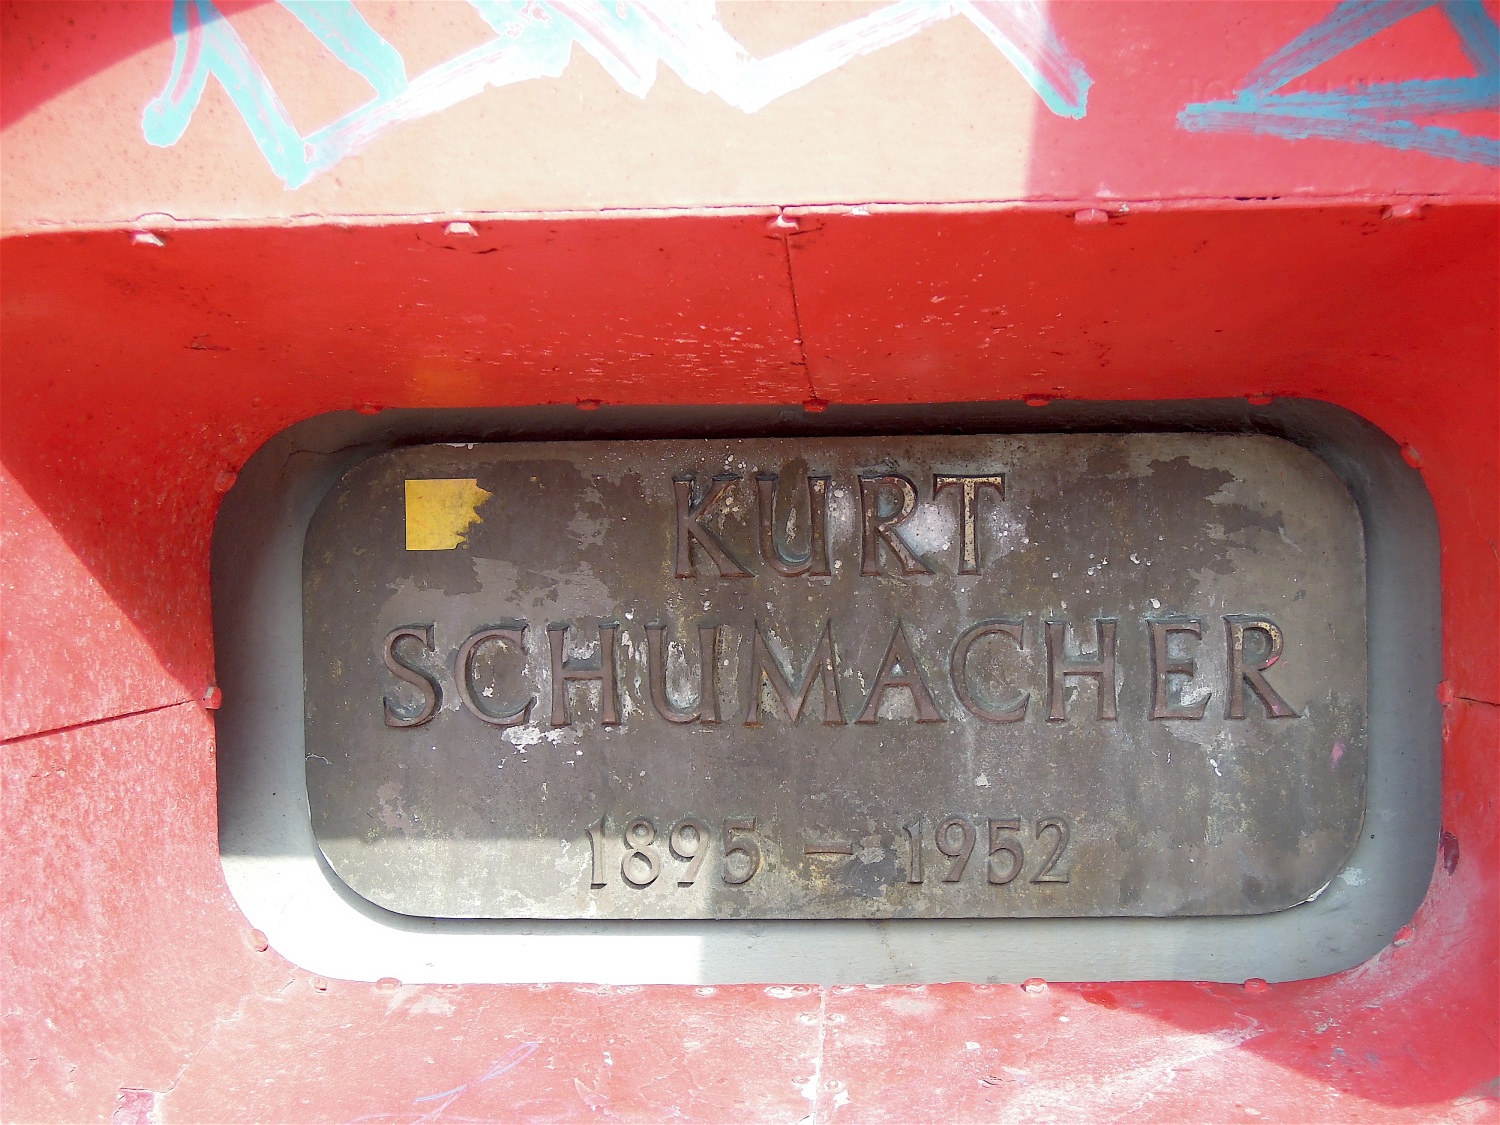 KURT
SCHUMACHER
1895 – 1952